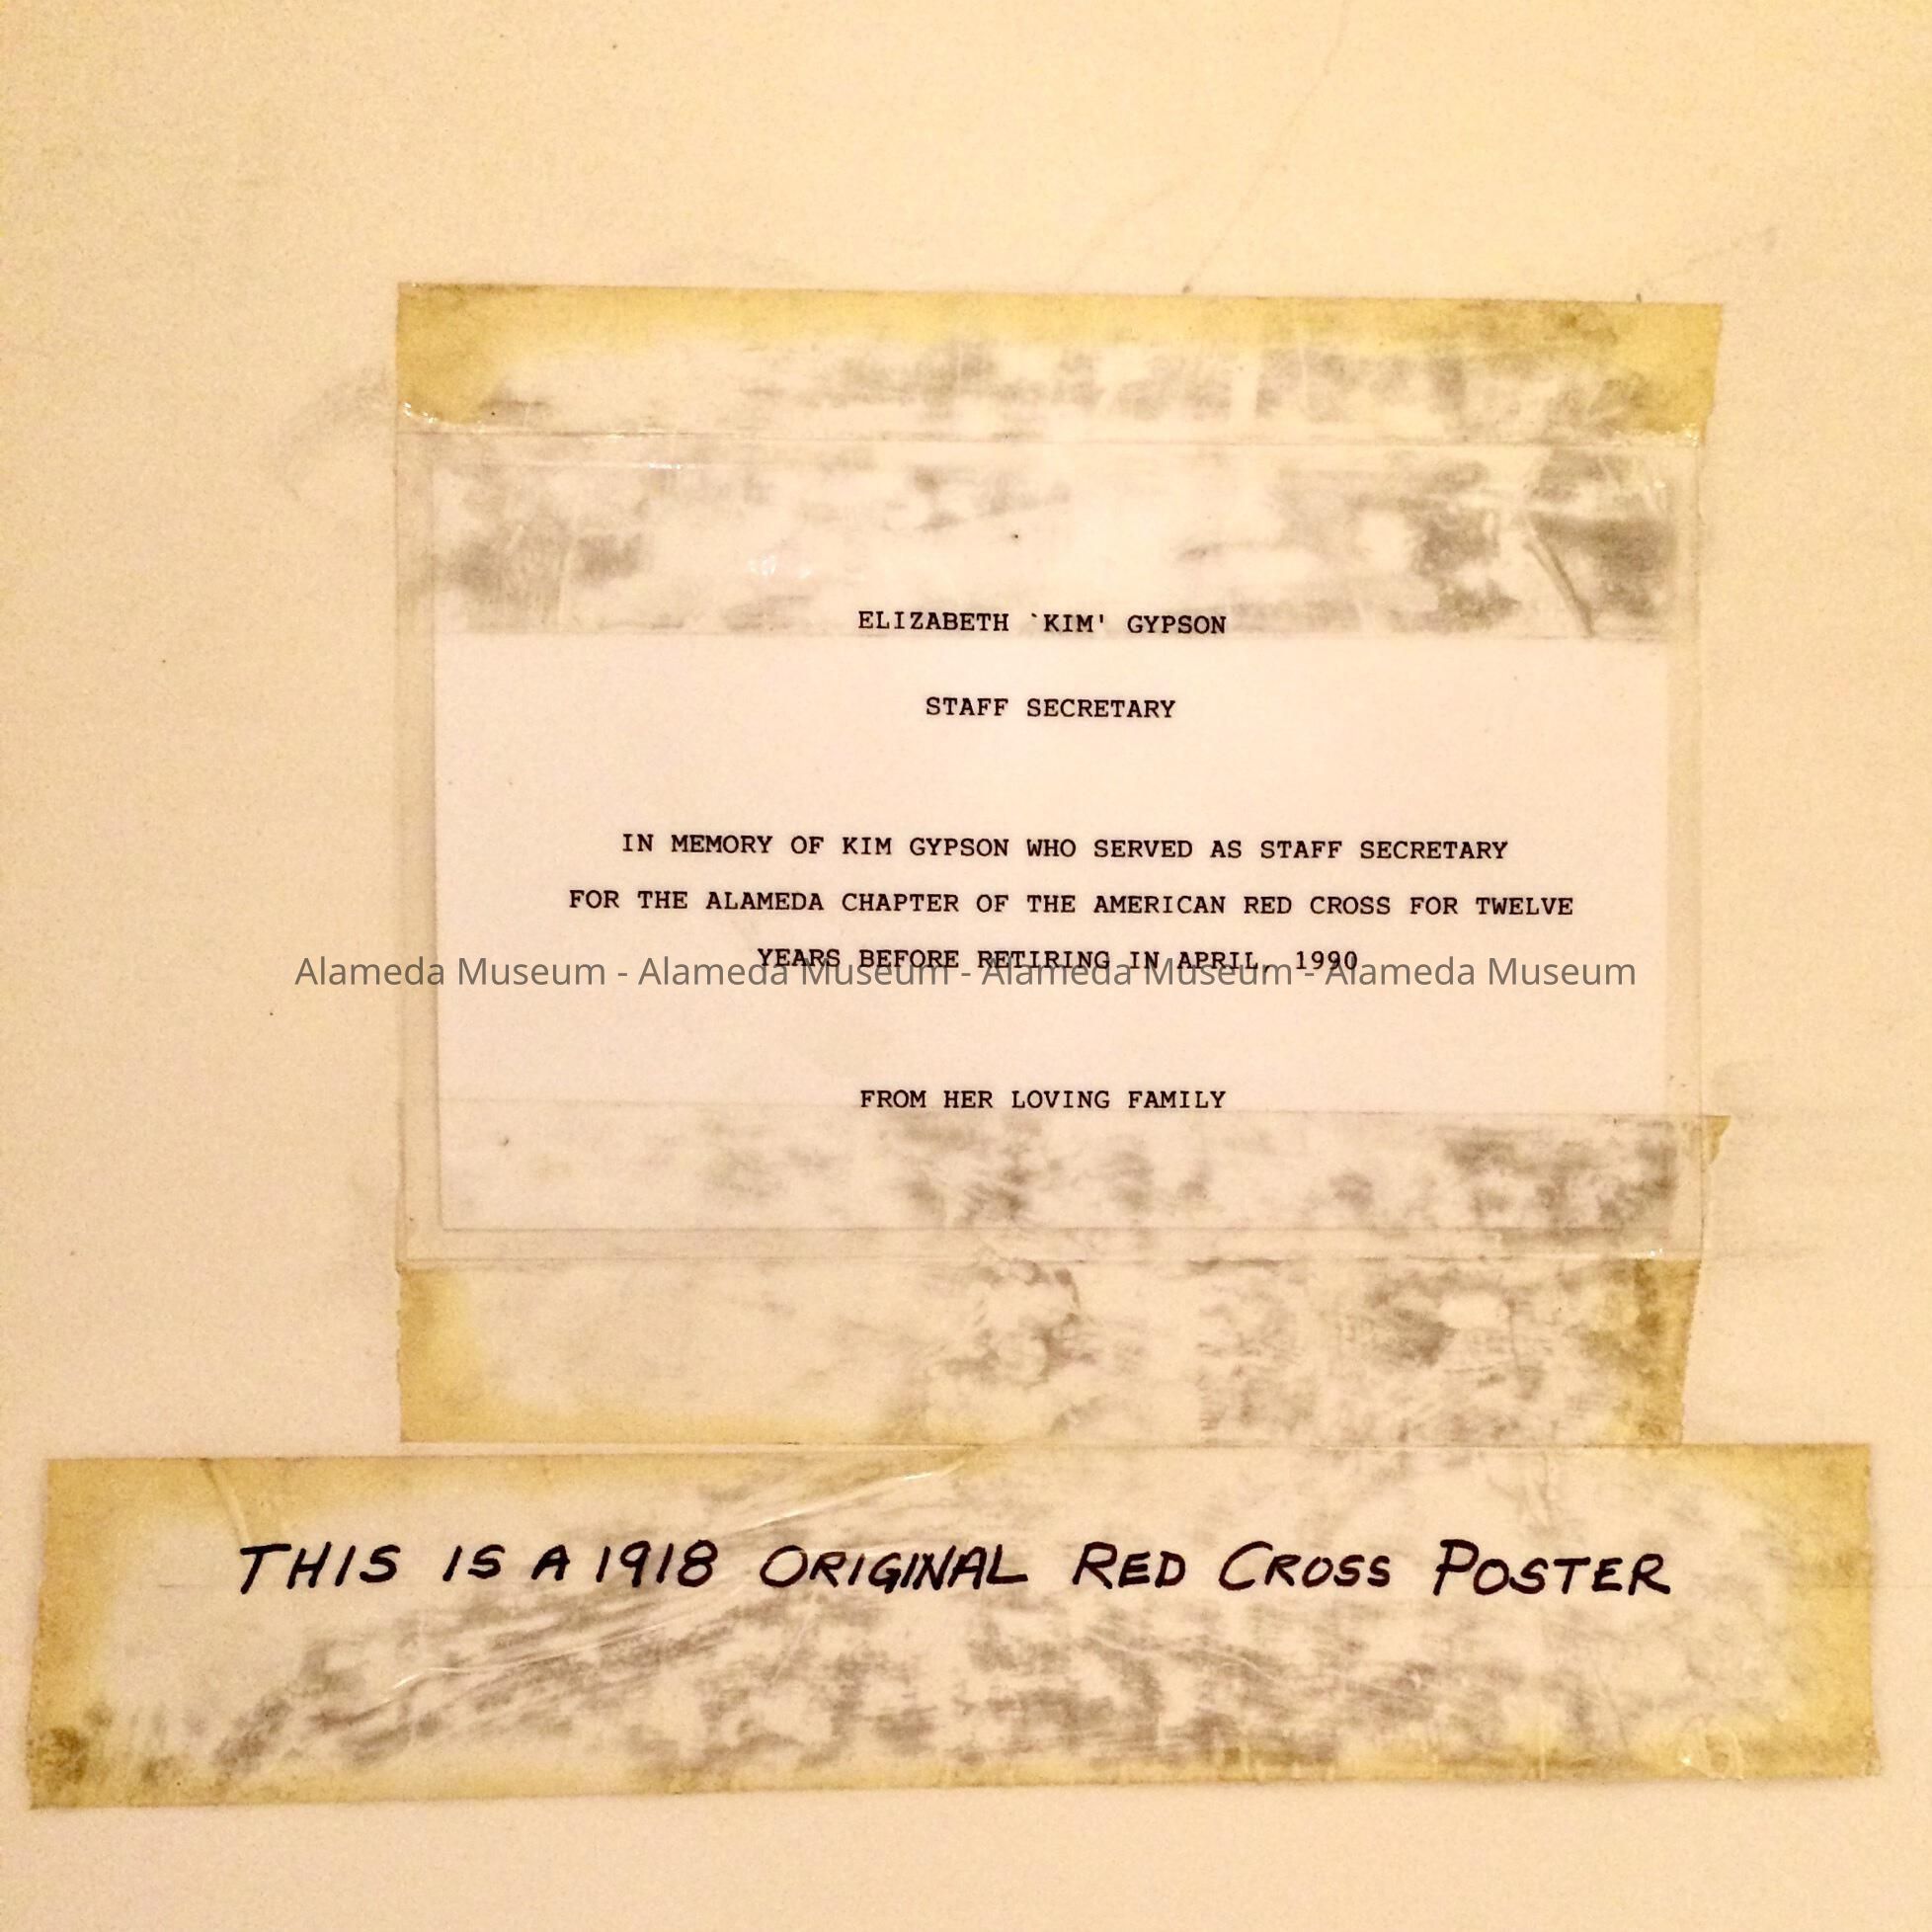 ELIZABETH `KIM' GYPSON
STAFF SECRETARY
IN MEMORY OF KIM GYPSON WHO SERVED AS STAFF SECRETARY
FOR THE ALAMEDA CHAPTER OF THE AMERICAN RED CROSS FOR TWELVE
YEARS BEFORE RETIRING IN APRIL, 1990
Alameda Museum - Alameda Museum - Alameda Museum - Alameda Museum
FROM HER LOVING FAMILY
THIS IS A 1918 ORIGINAL RED CROSS POSTER